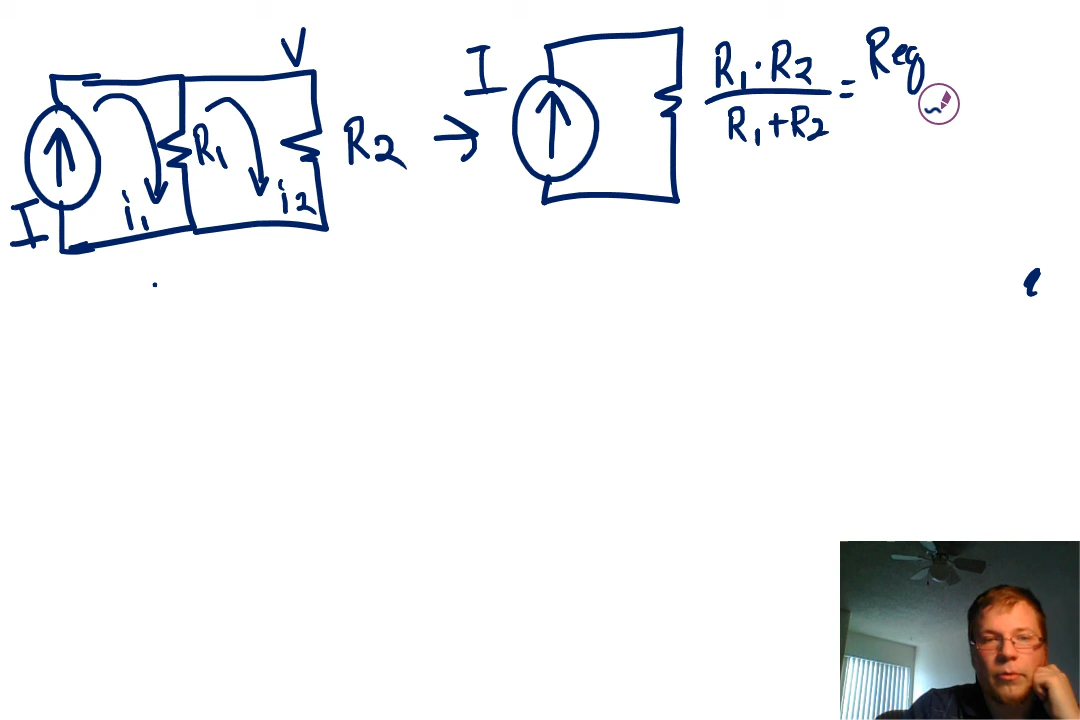 V
I
R1
R2
i1
i2
→
I
R1 · R2
R1 + R2
= Req